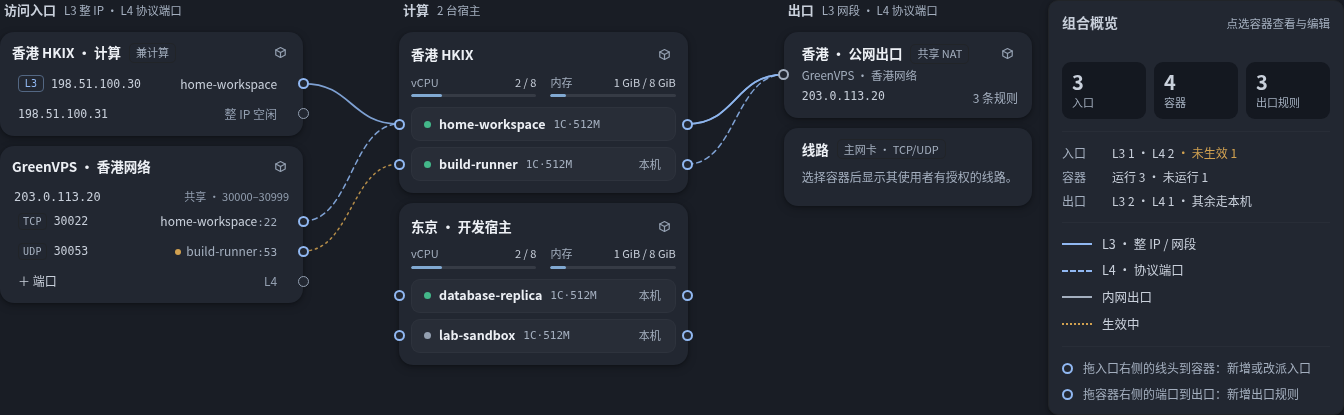 访问入口 L3 整 IP · L4 协议端口
香港 HKIX · 计算 兼计算
L3 198.51.100.30 home-workspace
198.51.100.31 整 IP 空闲
GreenVPS · 香港网络
203.0.113.20 共享 · 30000–30999
TCP 30022 home-workspace:22
UDP 30053 build-runner:53
＋ 端口 L4
计算 2 台宿主
香港 HKIX
vCPU 2 / 8 内存 1 GiB / 8 GiB
home-workspace 1C·512M
build-runner 1C·512M 本机
东京 · 开发宿主
vCPU 2 / 8 内存 1 GiB / 8 GiB
database-replica 1C·512M 本机
lab-sandbox 1C·512M 本机
出口 L3 网段 · L4 协议端口
香港 · 公网出口 共享 NAT
GreenVPS · 香港网络
203.0.113.20 3 条规则
线路 主网卡 · TCP/UDP
选择容器后显示其使用者有授权的线路。
组合概览 点选容器查看与编辑
3 4 3
入口 容器 出口规则
入口 L3 1 · L4 2 · 未生效 1
容器 运行 3 · 未运行 1
出口 L3 2 · L4 1 · 其余走本机
L3 · 整 IP / 网段
L4 · 协议端口
内网出口
生效中
拖入口右侧的线头到容器：新增或改派入口
拖容器右侧的端口到出口：新增出口规则